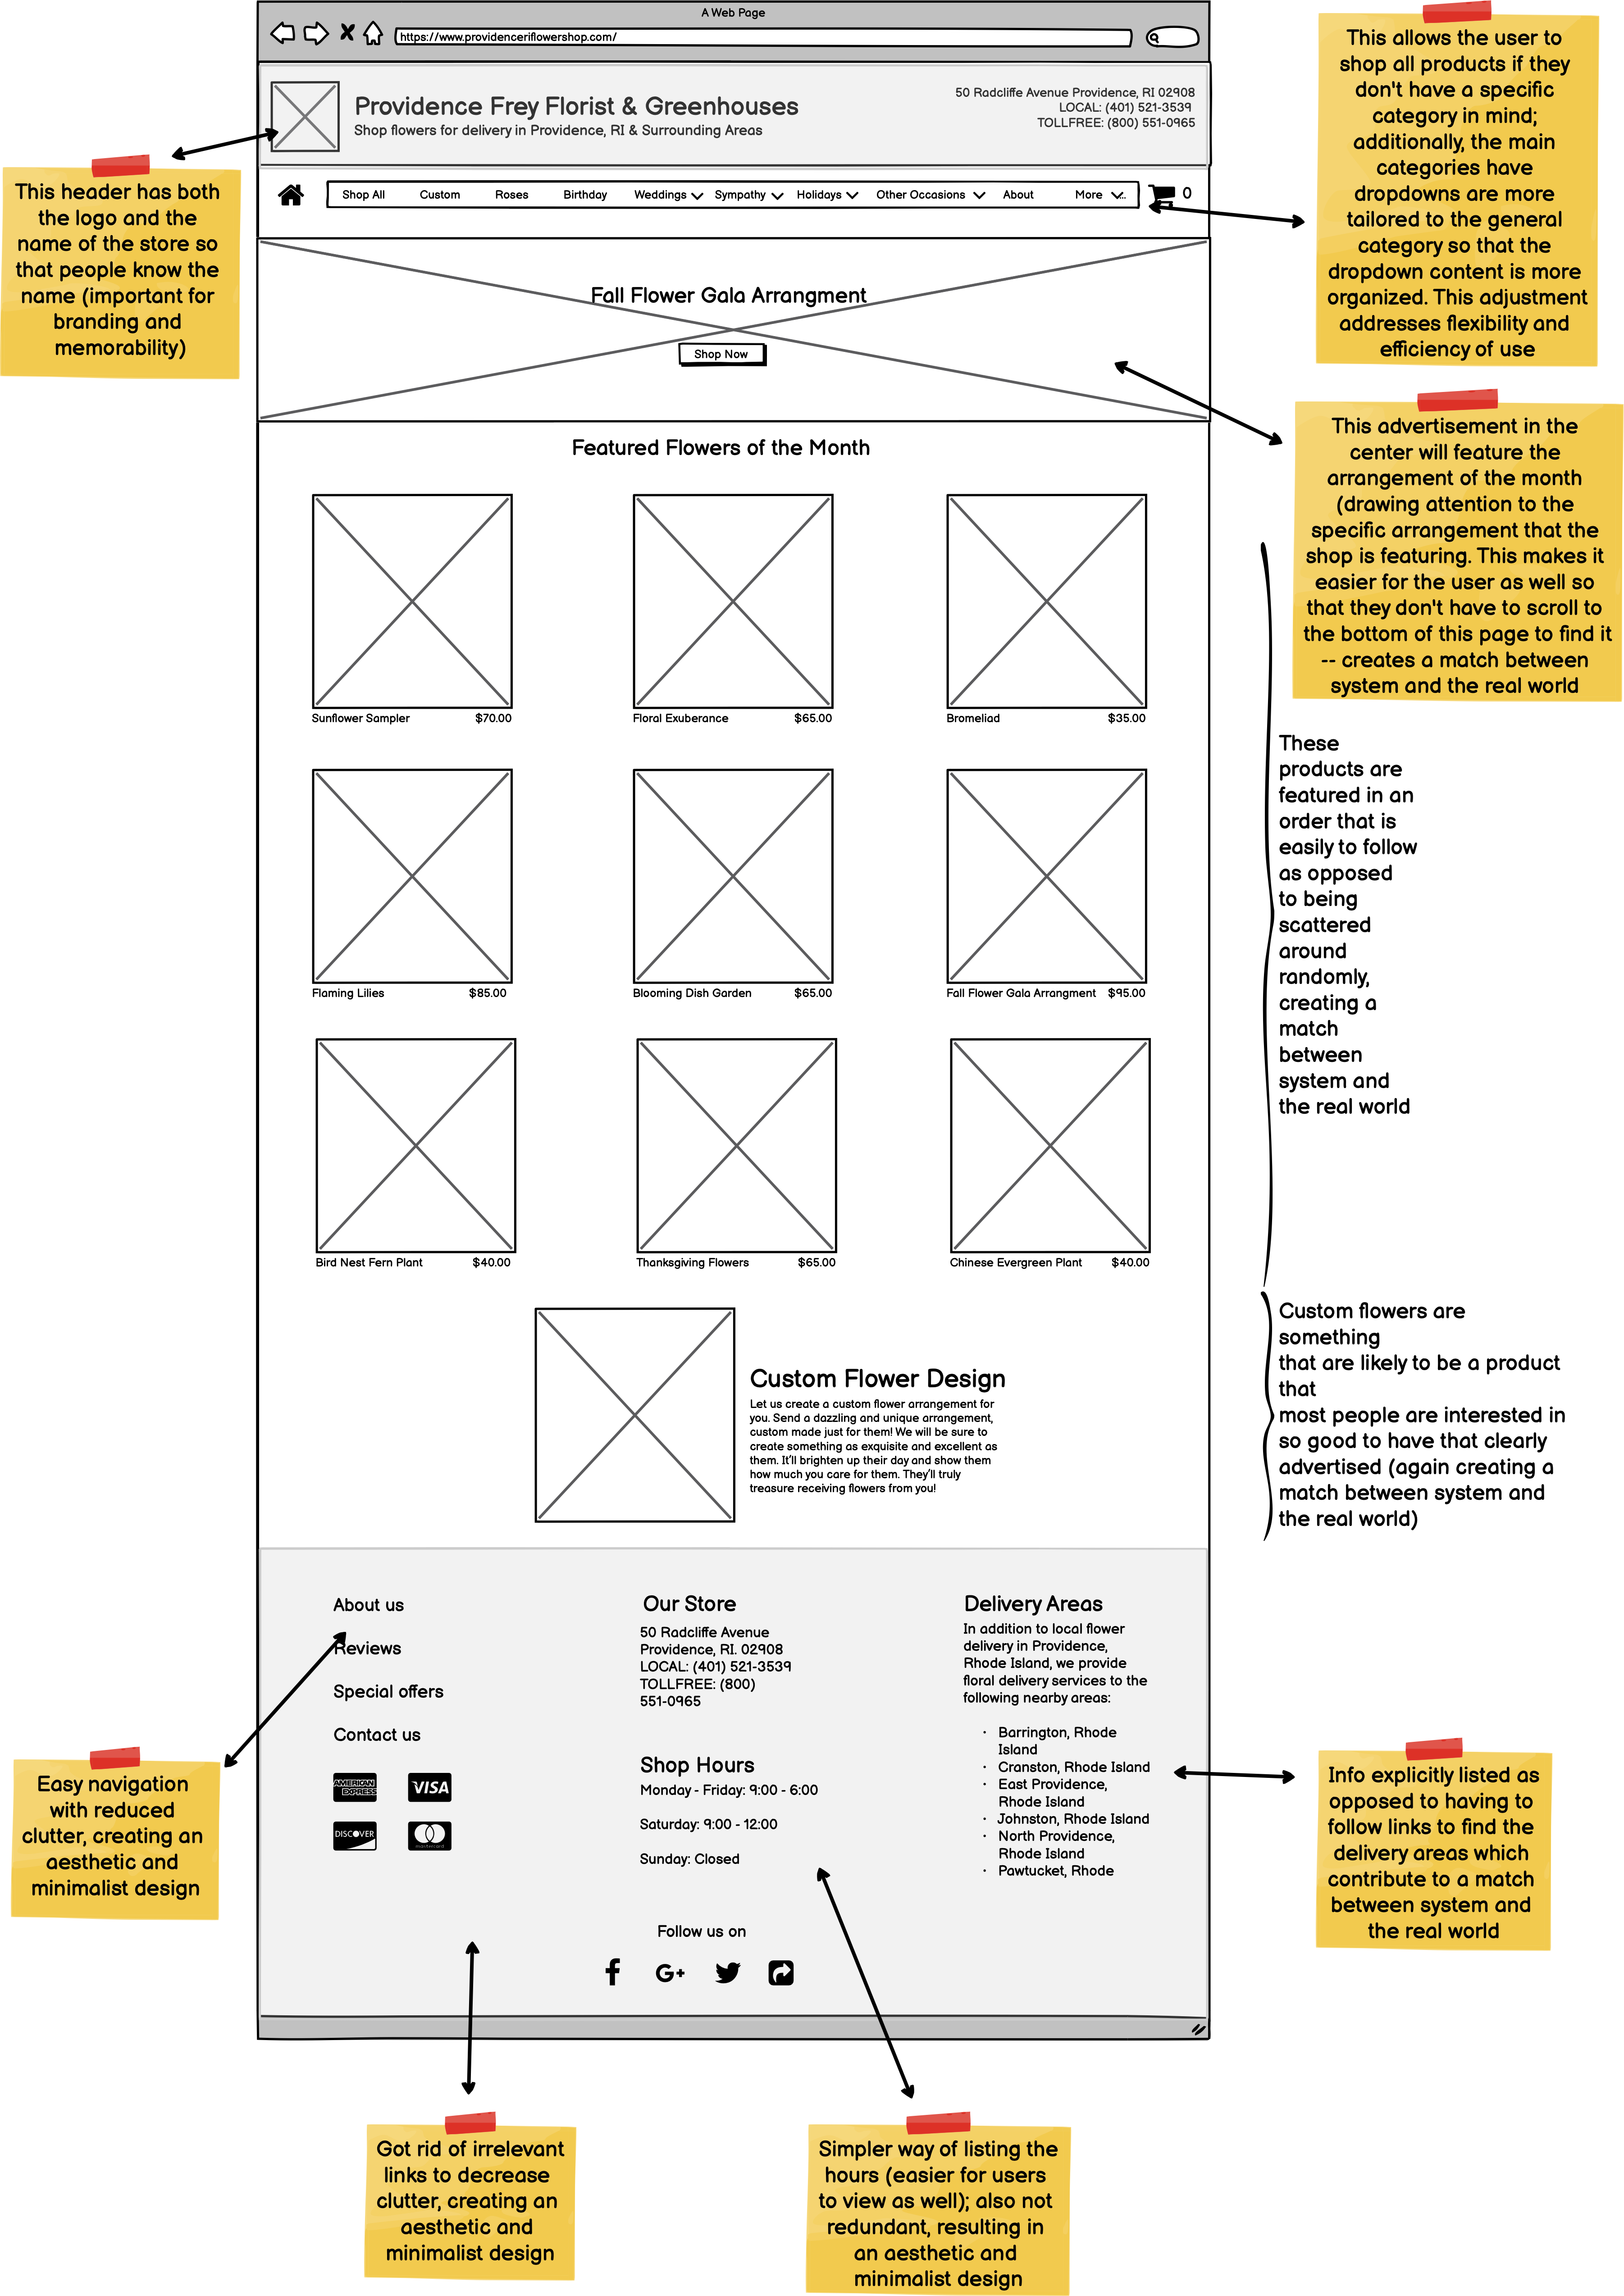 A Web Page
https://www.providenceriflowershop.com/
Providence Frey Florist & Greenhouses
Shop flowers for delivery in Providence, RI & Surrounding Areas
50 Radcliffe Avenue Providence, RI 02908
LOCAL: (401) 521-3539
TOLLFREE: (800) 551-0965
Shop All Custom Roses Birthday Weddings Sympathy Holidays Other Occasions About More ... 0
Fall Flower Gala Arrangment
Shop Now
Featured Flowers of the Month
Sunflower Sampler $70.00
Floral Exuberance $65.00
Bromeliad $35.00
Flaming Lilies $85.00
Blooming Dish Garden $65.00
Fall Flower Gala Arrangment $95.00
Bird Nest Fern Plant $40.00
Thanksgiving Flowers $65.00
Chinese Evergreen Plant $40.00
Custom Flower Design
Let us create a custom flower arrangement for
you. Send a dazzling and unique arrangement,
custom made just for them! We will be sure to
create something as exquisite and excellent as
them. It'll brighten up their day and show them
how much you care for them. They'll truly
treasure receiving flowers from you!
About us
Reviews
Special offers
Contact us
AMERICAN
EXPRESS
VISA
DISCOVER
mastercard
Our Store
50 Radcliffe Avenue
Providence, RI. 02908
LOCAL: (401) 521-3539
TOLLFREE: (800)
551-0965
Shop Hours
Monday - Friday: 9:00 - 6:00
Saturday: 9:00 - 12:00
Sunday: Closed
Delivery Areas
In addition to local flower
delivery in Providence,
Rhode Island, we provide
floral delivery services to the
following nearby areas:
· Barrington, Rhode
Island
· Cranston, Rhode Island
· East Providence,
Rhode Island
· Johnston, Rhode Island
· North Providence,
Rhode Island
· Pawtucket, Rhode
Follow us on
f G+
This header has both
the logo and the
name of the store so
that people know the
name (important for
branding and
memorability)
This allows the user to
shop all products if they
don't have a specific
category in mind;
additionally, the main
categories have
dropdowns are more
tailored to the general
category so that the
dropdown content is more
organized. This adjustment
addresses flexibility and
efficiency of use
This advertisement in the
center will feature the
arrangement of the month
(drawing attention to the
specific arrangement that the
shop is featuring. This makes it
easier for the user as well so
that they don't have to scroll to
the bottom of this page to find it
-- creates a match between
system and the real world
These
products are
featured in an
order that is
easily to follow
as opposed
to being
scattered
around
randomly,
creating a
match
between
system and
the real world
Custom flowers are
something
that are likely to be a product
that
most people are interested in
so good to have that clearly
advertised (again creating a
match between system and
the real world)
Easy navigation
with reduced
clutter, creating an
aesthetic and
minimalist design
Info explicitly listed as
opposed to having to
follow links to find the
delivery areas which
contribute to a match
between system and
the real world
Got rid of irrelevant
links to decrease
clutter, creating an
aesthetic and
minimalist design
Simpler way of listing the
hours (easier for users
to view as well); also not
redundant, resulting in
an aesthetic and
minimalist design